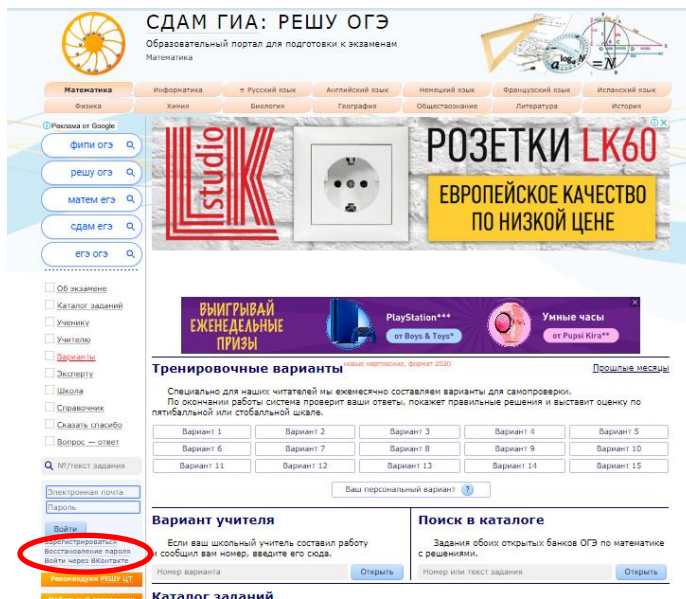 СДАМ ГИА: РЕШУ ОГЭ
Образовательный портал для подготовки к экзаменам
Математика
Математика
Информатика
Русский язык
Английский язык
Немецкий язык
Французский язык
Испанский язык
Физика
Химия
Биология
География
Обществознание
Литература
История
Реклама от Google
фипи огэ
решу огэ
матем егэ
сдам егэ
егэ огэ
LK studio
РОЗЕТКИ LK60
ЕВРОПЕЙСКОЕ КАЧЕСТВО
ПО НИЗКОЙ ЦЕНЕ
Об экзамене
Каталог заданий
Ученику
Учителю
Варианты
Эксперту
Школа
Справочник
Сказать спасибо
Вопрос — ответ
№/текст задания
Электронная почта
Пароль
Войти
Зарегистрироваться
Восстановление пароля
Войти через ВКонтакте
Рекомендуем РЕШУ ЦТ
ВЫИГРЫВАЙ
ЕЖЕНЕДЕЛЬНЫЕ
ПРИЗЫ
PlayStation***
от Boys & Toys*
Умные часы
от Pupsi Kira**
Тренировочные варианты
новые мартовские, формат 2020
Прошлые месяцы
Специально для наших читателей мы ежемесячно составляем варианты для самопроверки.
По окончании работы система проверит ваши ответы, покажет правильные решения и выставит оценку по
пятибалльной или стобалльной шкале.
Вариант 1
Вариант 2
Вариант 3
Вариант 4
Вариант 5
Вариант 6
Вариант 7
Вариант 8
Вариант 9
Вариант 10
Вариант 11
Вариант 12
Вариант 13
Вариант 14
Вариант 15
Ваш персональный вариант ?
Вариант учителя
Если ваш школьный учитель составил работу
и сообщил вам номер, введите его сюда.
Номер варианта
Открыть
Поиск в каталоге
Задания обоих открытых банков ОГЭ по математике
с решениями.
Номер или текст задания
Открыть
Каталог заданий